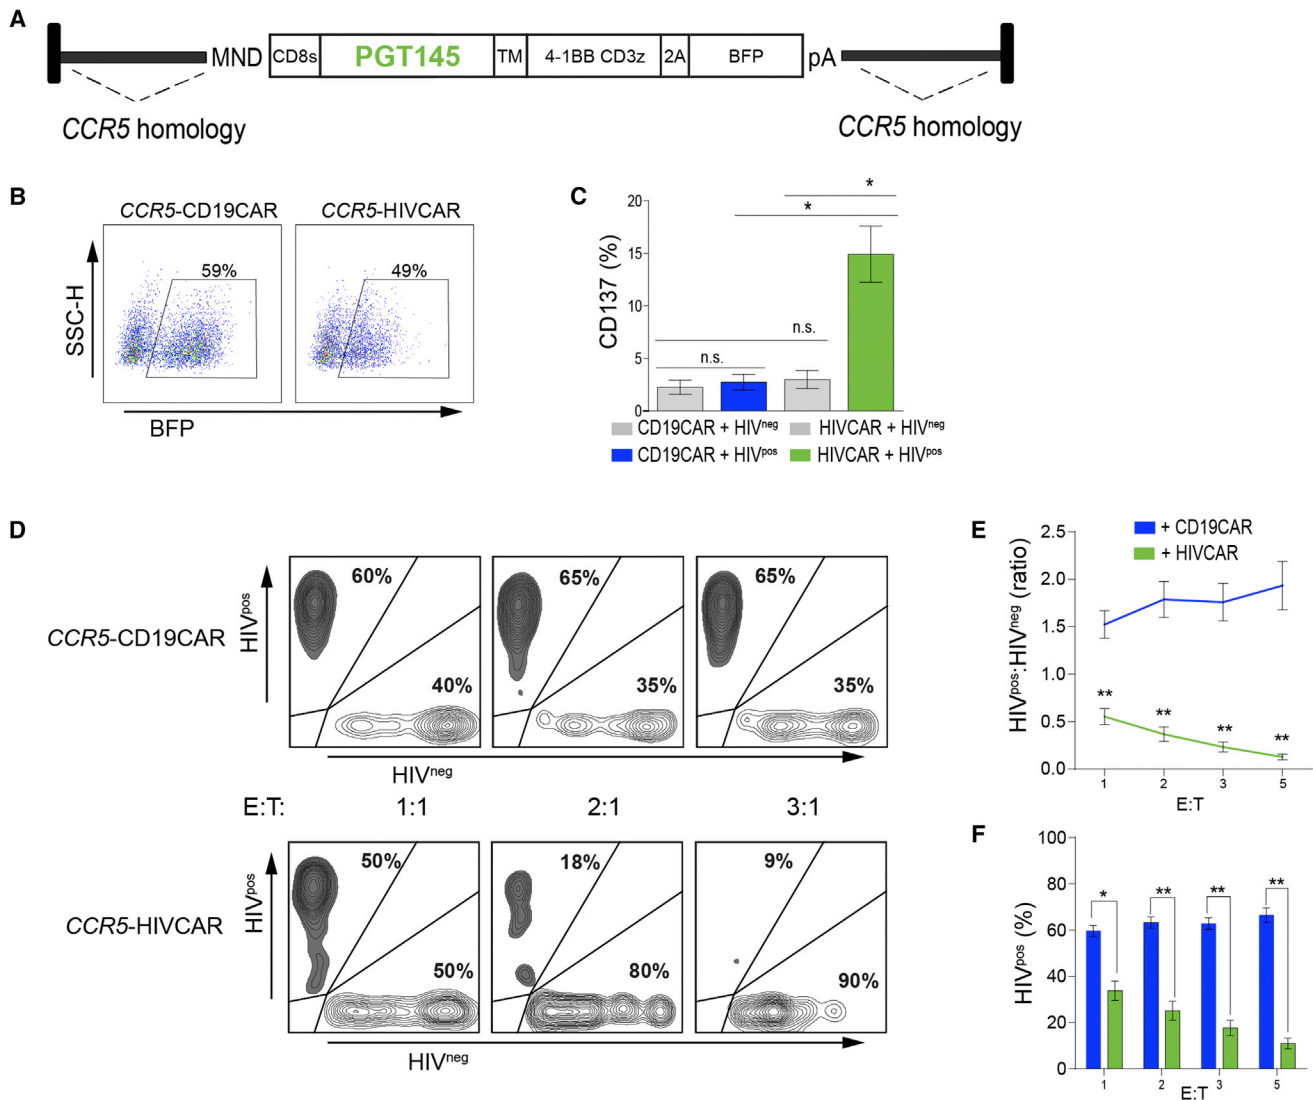 A
MND CD8s PGT145 TM 4-1BB CD3z 2A BFP pA
CCR5 homology
CCR5 homology
B
CCR5-CD19CAR
CCR5-HIVCAR
59%
49%
SSC-H
BFP
C
CD137 (%)
20
15
10
5
0
*
*
n.s.
n.s.
CD19CAR + HIVneg
HIVCAR + HIVneg
CD19CAR + HIVpos
HIVCAR + HIVpos
D
CCR5-CD19CAR
HIVpos
60%
40%
65%
35%
65%
35%
HIVneg
E:T: 1:1 2:1 3:1
CCR5-HIVCAR
HIVpos
50%
50%
18%
80%
9%
90%
HIVneg
E
+ CD19CAR
+ HIVCAR
HIVpos:HIVneg (ratio)
2.5
2.0
1.5
1.0
0.5
0.0
**
**
**
**
1 2 3 5
E:T
F
HIVpos (%)
100
80
60
40
20
0
*
**
**
**
1 2 3 5
E:T